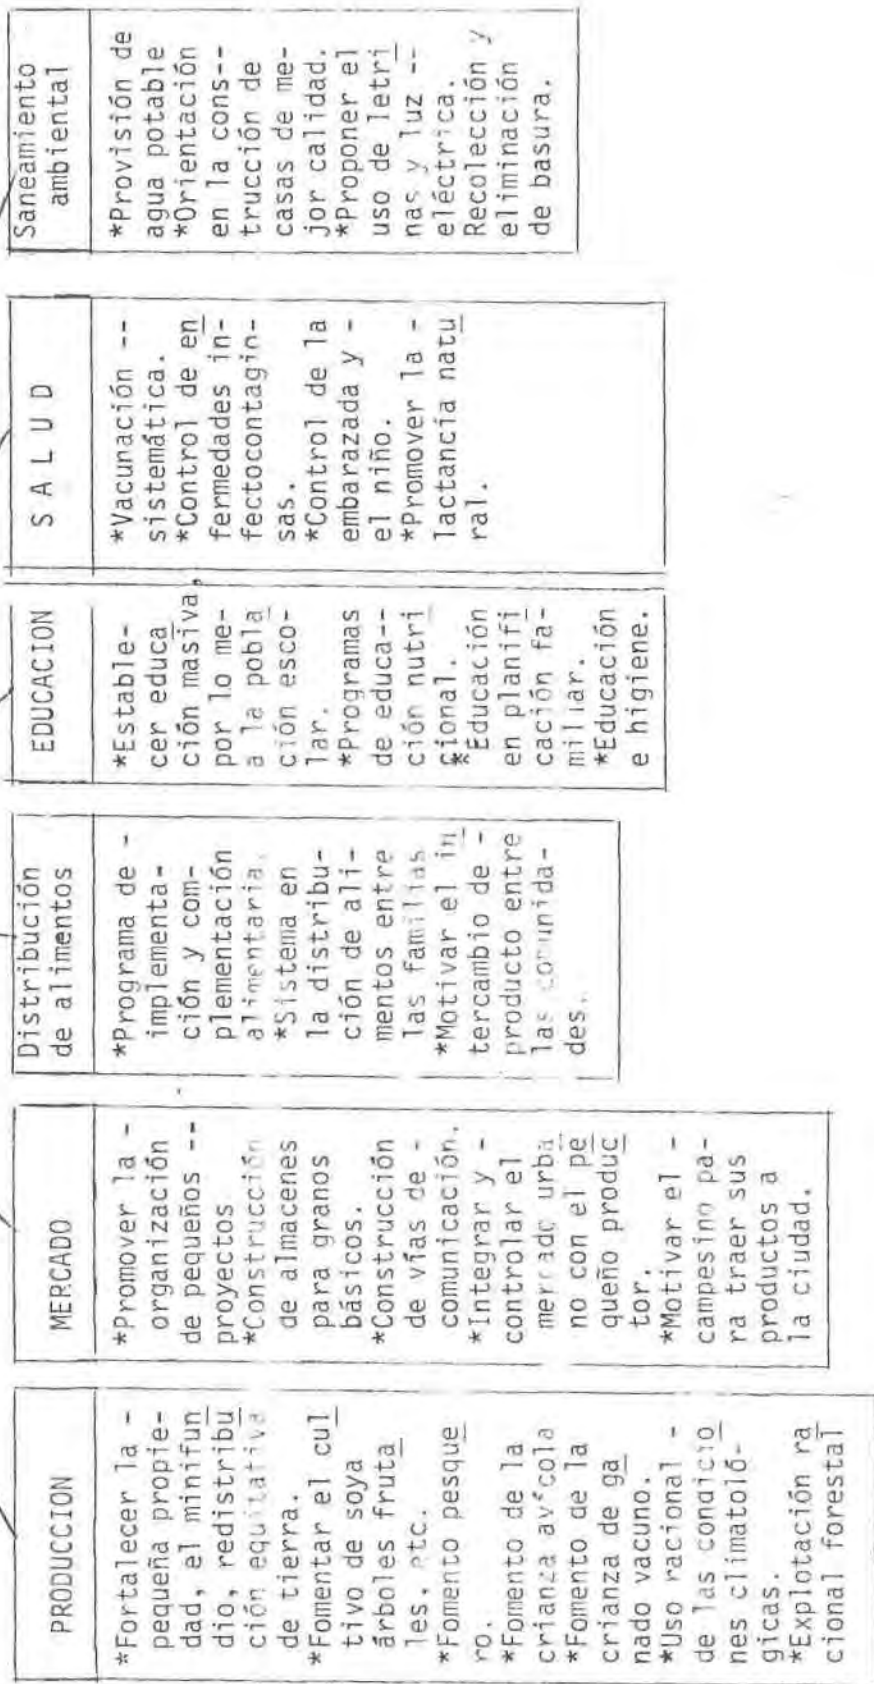 PRODUCCION
*Fortalecer la -
pequeña propie-
dad, el minifun
dio, redistribu
ción equitativa
de tierra.
*Fomentar el cul
tivo de soya
árboles fruta
les, etc.
*Fomento pesque
ro.
*Fomento de la
crianza avícola
*Fomento de la
crianza de ga
nado vacuno.
*Uso racional -
de las condicio
nes climatoló-
gicas.
*Explotación ra
cional forestal
MERCADO
*Promover la -
organización
de pequeños --
proyectos
*Construcción
de almacenes
para granos
básicos.
*Construcción
de vías de -
comunicación.
*Integrar y -
controlar el
mercado urba
no con el pe
queño produc
tor.
*Motivar el -
campesino pa-
ra traer sus
productos a
la ciudad.
Distribución
de alimentos
*Programa de -
implementa-
ción y com-
plementación
alimentaria.
*Sistema en
la distribu-
ción de ali-
mentos entre
las familias
*Motivar el in
tercambio de -
producto entre
las comunida-
des.
EDUCACION
*Estable-
cer educa
ción masiva,
por lo me-
a la pobla
ción esco-
lar.
*Programas
de educa--
ción nutri
cional.
*Educación
en planifi
cación fa-
miliar.
*Educación
e higiene.
SALUD
*Vacunación --
sistemática.
*Control de en
fermedades in-
fectocontagin-
sas.
*Control de la
embarazada y -
el niño.
*Promover la -
lactancia natu
ral.
Saneamiento
ambiental
*Provisión de
agua potable
*Orientación
en la cons--
trucción de
casas de me-
jor calidad.
*Proponer el
uso de letri
nas y luz --
eléctrica.
Recolección y
eliminación
de basura.